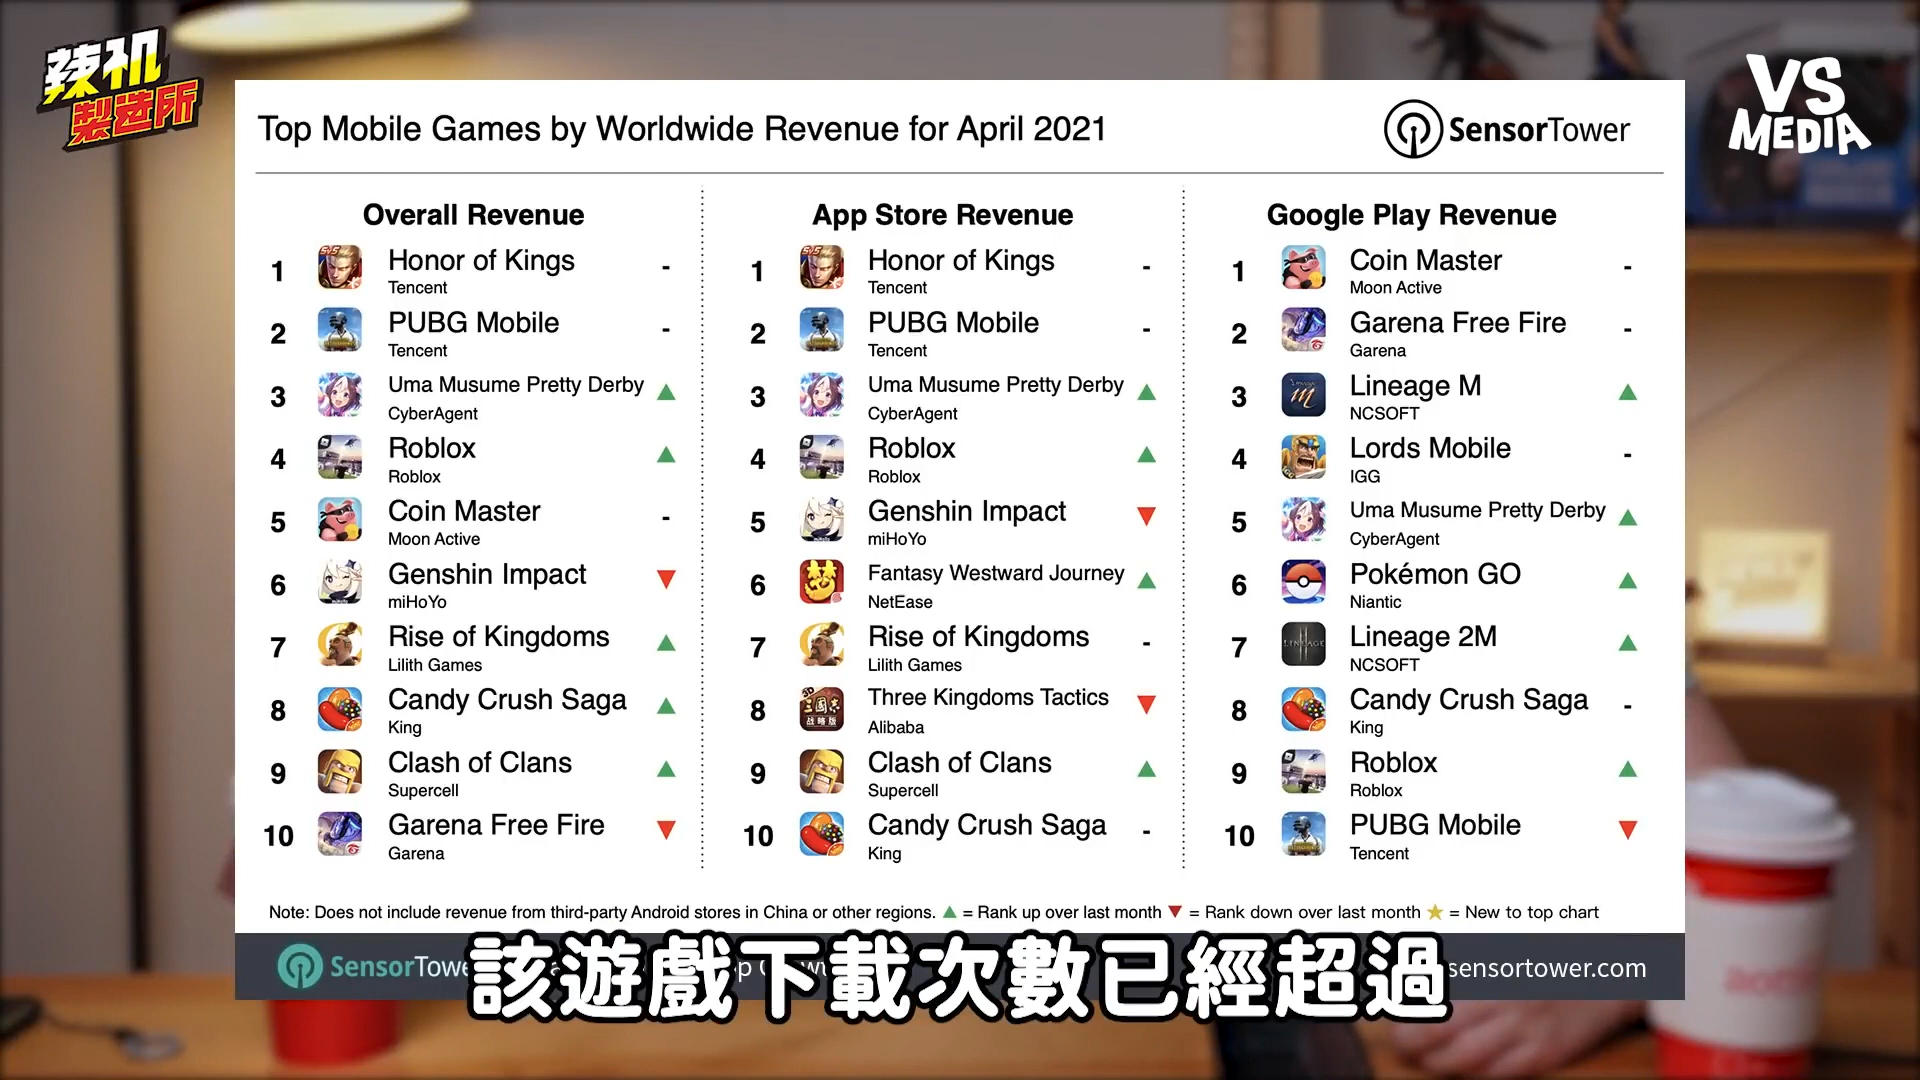 辣机
製造所
VS
MEDIA
Top Mobile Games by Worldwide Revenue for April 2021
SensorTower
Overall Revenue
1 Honor of Kings -
Tencent
2 PUBG Mobile -
Tencent
3 Uma Musume Pretty Derby ▲
CyberAgent
4 Roblox ▲
Roblox
5 Coin Master -
Moon Active
6 Genshin Impact ▼
miHoYo
7 Rise of Kingdoms ▲
Lilith Games
8 Candy Crush Saga ▲
King
9 Clash of Clans ▲
Supercell
10 Garena Free Fire ▼
Garena
App Store Revenue
1 Honor of Kings -
Tencent
2 PUBG Mobile -
Tencent
3 Uma Musume Pretty Derby ▲
CyberAgent
4 Roblox ▲
Roblox
5 Genshin Impact ▼
miHoYo
6 Fantasy Westward Journey ▲
NetEase
7 Rise of Kingdoms -
Lilith Games
8 Three Kingdoms Tactics ▼
Alibaba
9 Clash of Clans ▲
Supercell
10 Candy Crush Saga -
King
Google Play Revenue
1 Coin Master -
Moon Active
2 Garena Free Fire -
Garena
3 Lineage M ▲
NCSOFT
4 Lords Mobile -
IGG
5 Uma Musume Pretty Derby ▲
CyberAgent
6 Pokémon GO ▲
Niantic
7 Lineage 2M ▲
NCSOFT
8 Candy Crush Saga -
King
9 Roblox ▲
Roblox
10 PUBG Mobile ▼
Tencent
Note: Does not include revenue from third-party Android stores in China or other regions. ▲ = Rank up over last month ▼ = Rank down over last month ★ = New to top chart
SensorTowe
sensortower.com
該遊戲下載次數已經超過